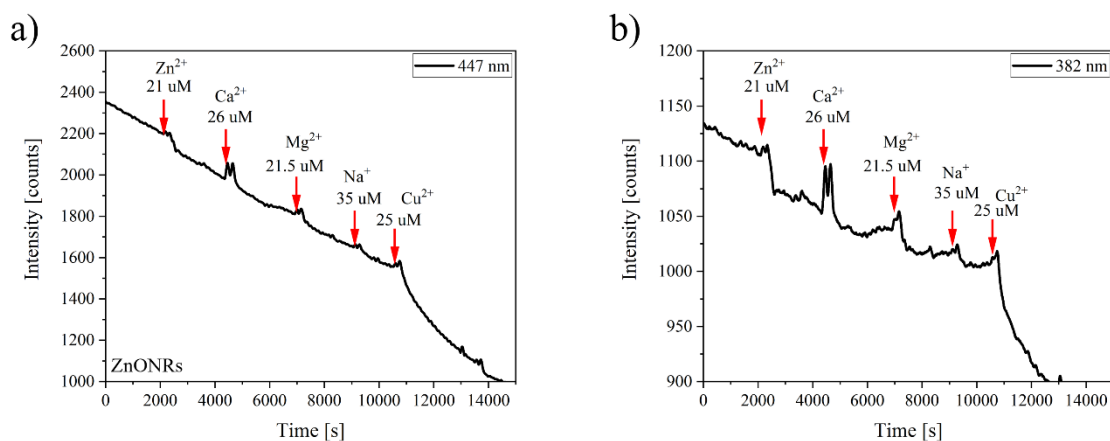 a)
2600
2400
2200
2000
1800
1600
1400
1200
1000
Intensity [counts]
447 nm
Zn²⁺
21 uM
Ca²⁺
26 uM
Mg²⁺
21.5 uM
Na⁺
35 uM
Cu²⁺
25 uM
ZnONRs
0 2000 4000 6000 8000 10000 12000 14000
Time [s]
b)
1200
1150
1100
1050
1000
950
900
Intensity [counts]
382 nm
Zn²⁺
21 uM
Ca²⁺
26 uM
Mg²⁺
21.5 uM
Na⁺
35 uM
Cu²⁺
25 uM
0 2000 4000 6000 8000 10000 12000 14000
Time [s]